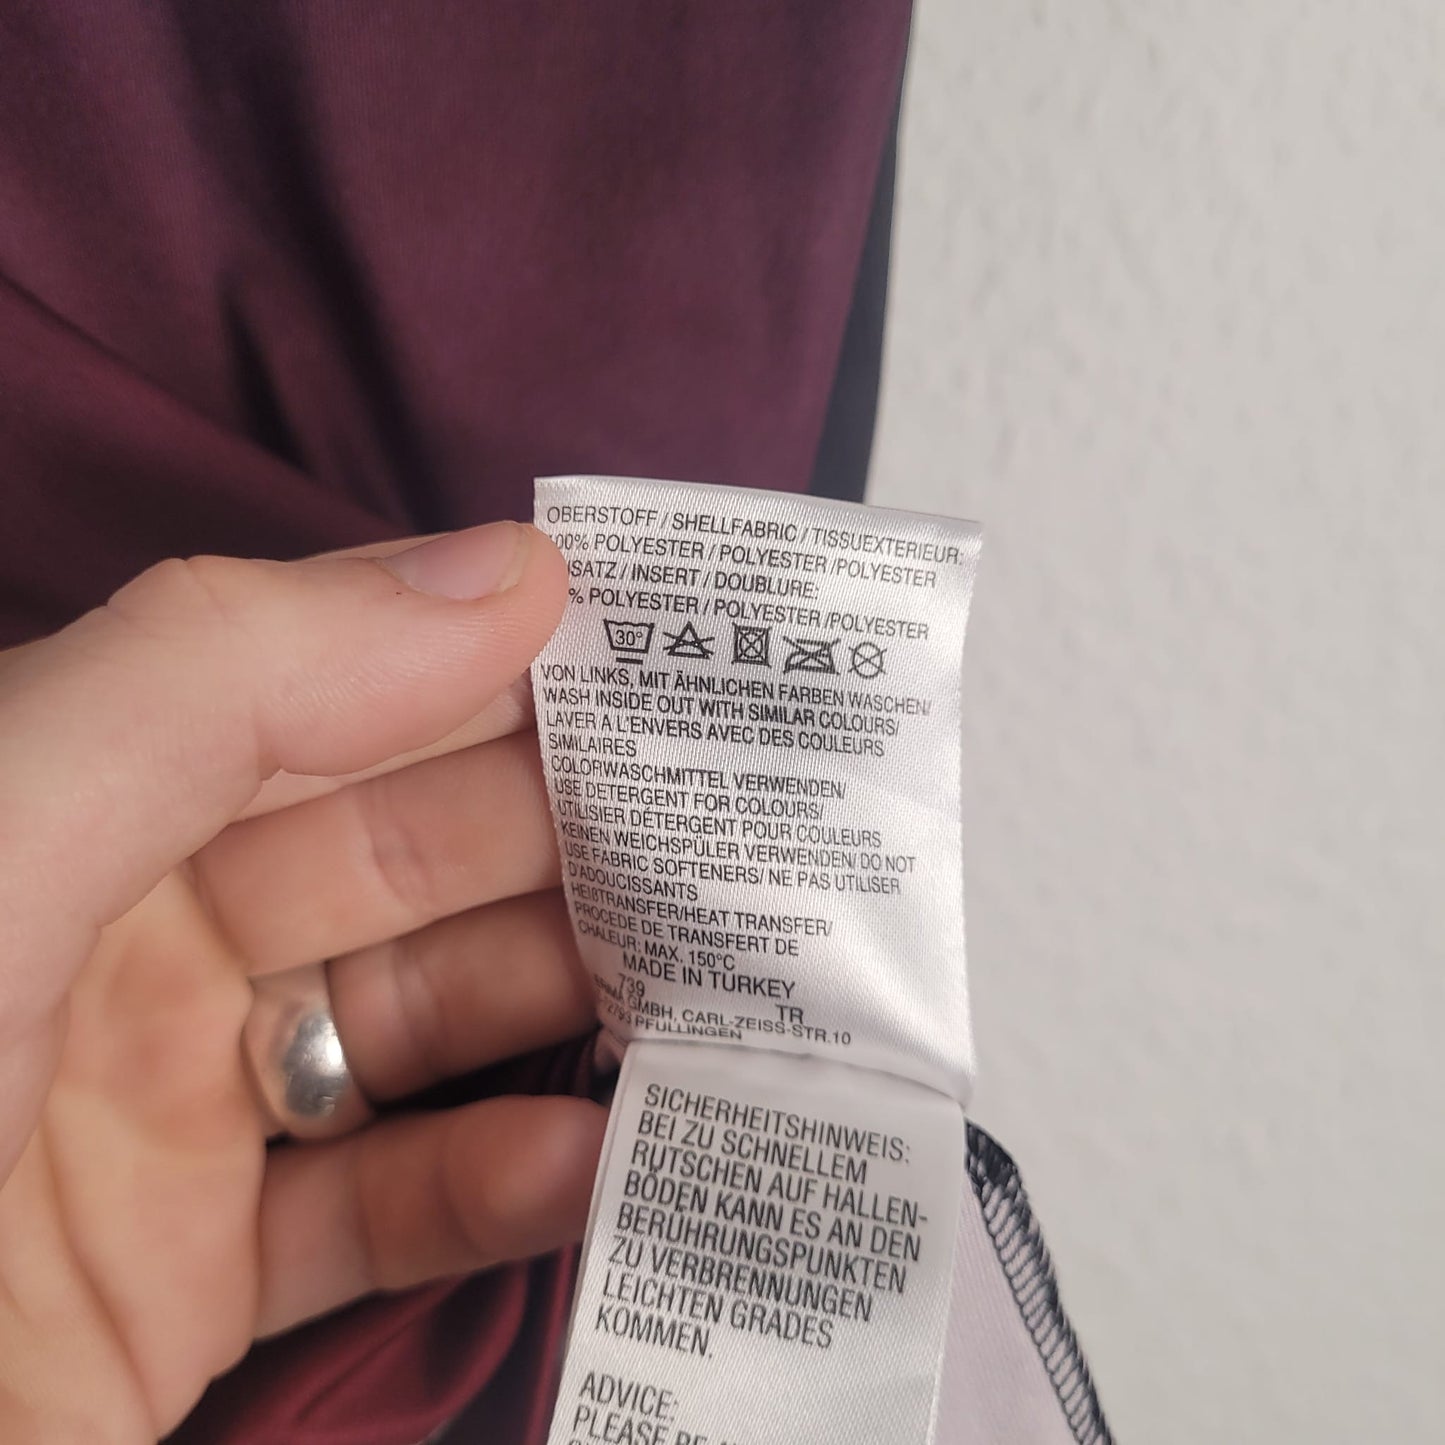 OBERSTOFF / SHELLFABRIC / TISSUEXTERIEUR:
100% POLYESTER / POLYESTER /POLYESTER
SATZ / INSERT / DOUBLURE:
% POLYESTER / POLYESTER /POLYESTER
30°
VON LINKS, MIT ÄHNLICHEN FARBEN WASCHEN/
WASH INSIDE OUT WITH SIMILAR COLOURS/
LAVER A L'ENVERS AVEC DES COULEURS
SIMILAIRES
COLORWASCHMITTEL VERWENDEN/
USE DETERGENT FOR COLOURS/
UTILISIER DÉTERGENT POUR COULEURS
KEINEN WEICHSPÜLER VERWENDEN/ DO NOT
USE FABRIC SOFTENERS/ NE PAS UTILISER
D'ADOUCISSANTS
HEIßTRANSFER/HEAT TRANSFER/
PROCEDE DE TRANSFERT DE
CHALEUR: MAX. 150°C
MADE IN TURKEY
739 TR
GMBH, CARL-ZEISS-STR.10
PFULLINGEN
SICHERHEITSHINWEIS:
BEI ZU SCHNELLEM
RUTSCHEN AUF HALLEN-
BÖDEN KANN ES AN DEN
BERÜHRUNGSPUNKTEN
ZU VERBRENNUNGEN
LEICHTEN GRADES
KOMMEN.
ADVICE:
PLEASE BE